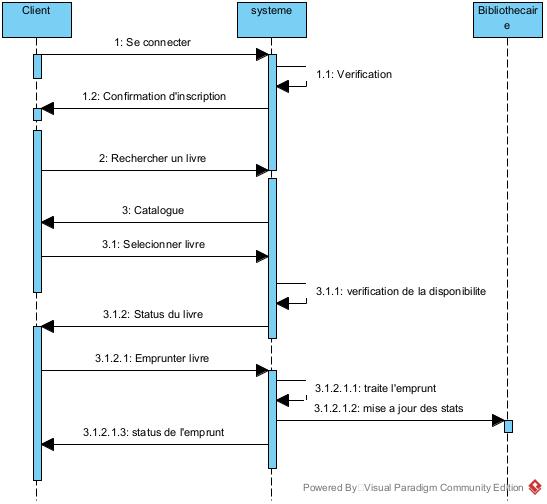 Client
systeme
Bibliothecair
e
1: Se connecter
1.1: Verification
1.2: Confirmation d'inscription
2: Rechercher un livre
3: Catalogue
3.1: Selecionner livre
3.1.1: verification de la disponibilite
3.1.2: Status du livre
3.1.2.1: Emprunter livre
3.1.2.1.1: traite l'emprunt
3.1.2.1.2: mise a jour des stats
3.1.2.1.3: status de l'emprunt
Powered By Visual Paradigm Community Edition